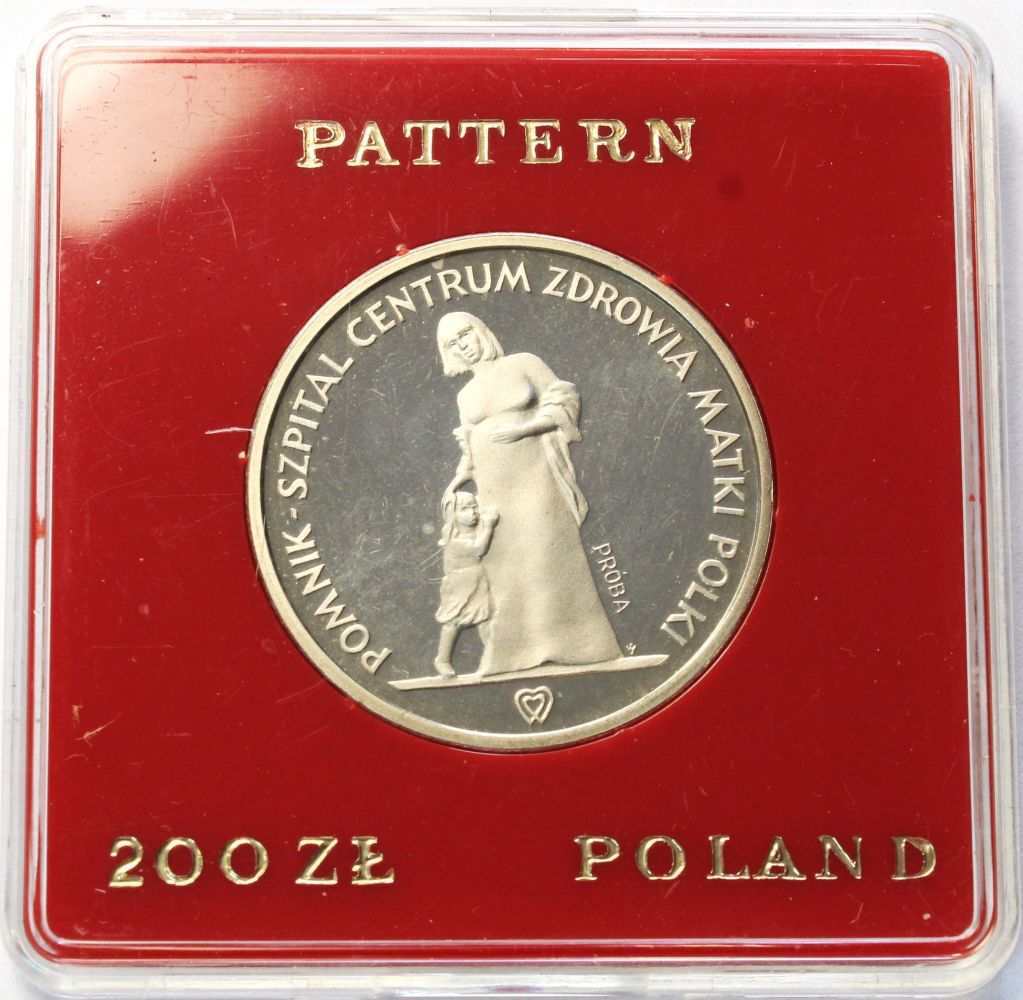 PATTERN
POMNIK-SZPITAL CENTRUM ZDROWIA MATKI POLKI
PRÓBA
200 ZŁ POLAND